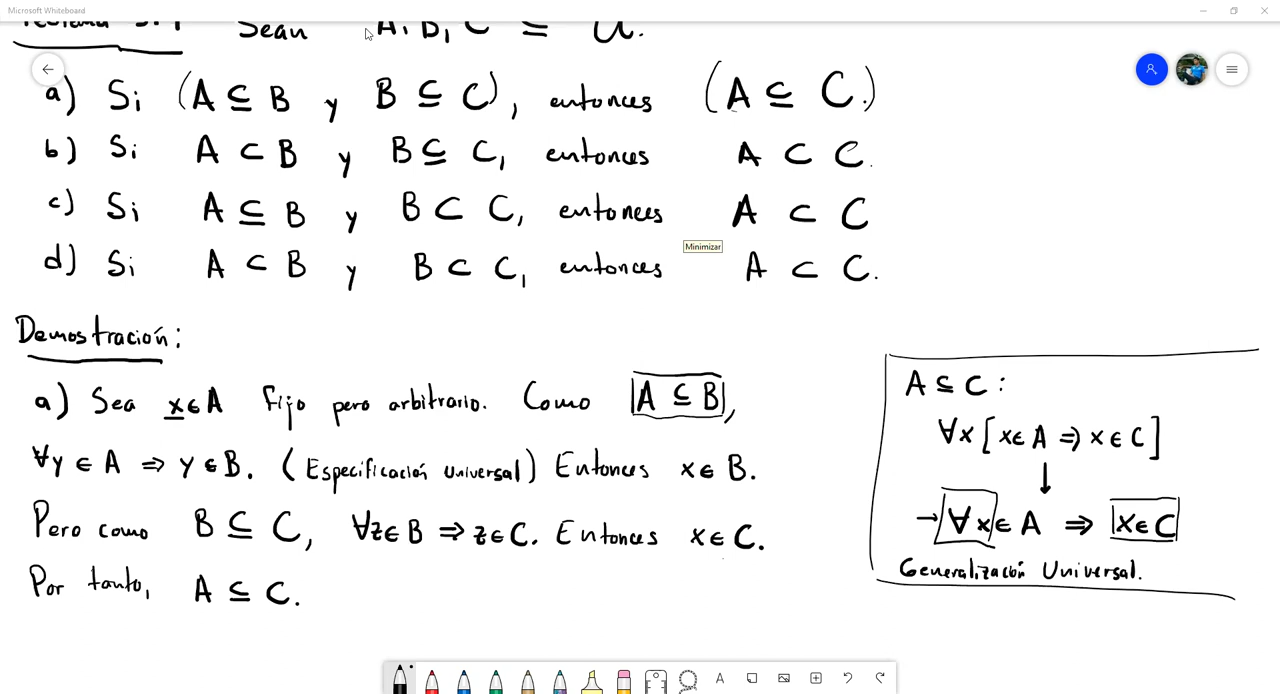 Microsoft Whiteboard
Sean A, B, C ⊆ U.
a) Si (A ⊆ B y B ⊆ C), entonces (A ⊆ C.)
b) Si A ⊂ B y B ⊆ C, entonces A ⊂ C.
c) Si A ⊆ B y B ⊂ C, entonces A ⊂ C
Minimizar
d) Si A ⊂ B y B ⊂ C, entonces A ⊂ C.
Demostración:
a) Sea x ∈ A fijo pero arbitrario. Como A ⊆ B,
∀y ∈ A ⇒ y ∈ B. (Especificación Universal) Entonces x ∈ B.
Pero como B ⊆ C, ∀z ∈ B ⇒ z ∈ C. Entonces x ∈ C.
Por tanto, A ⊆ C.
A ⊆ C:
∀x [x ∈ A ⇒ x ∈ C]
↓
→ ∀x ∈ A ⇒ x ∈ C
Generalización Universal.
A